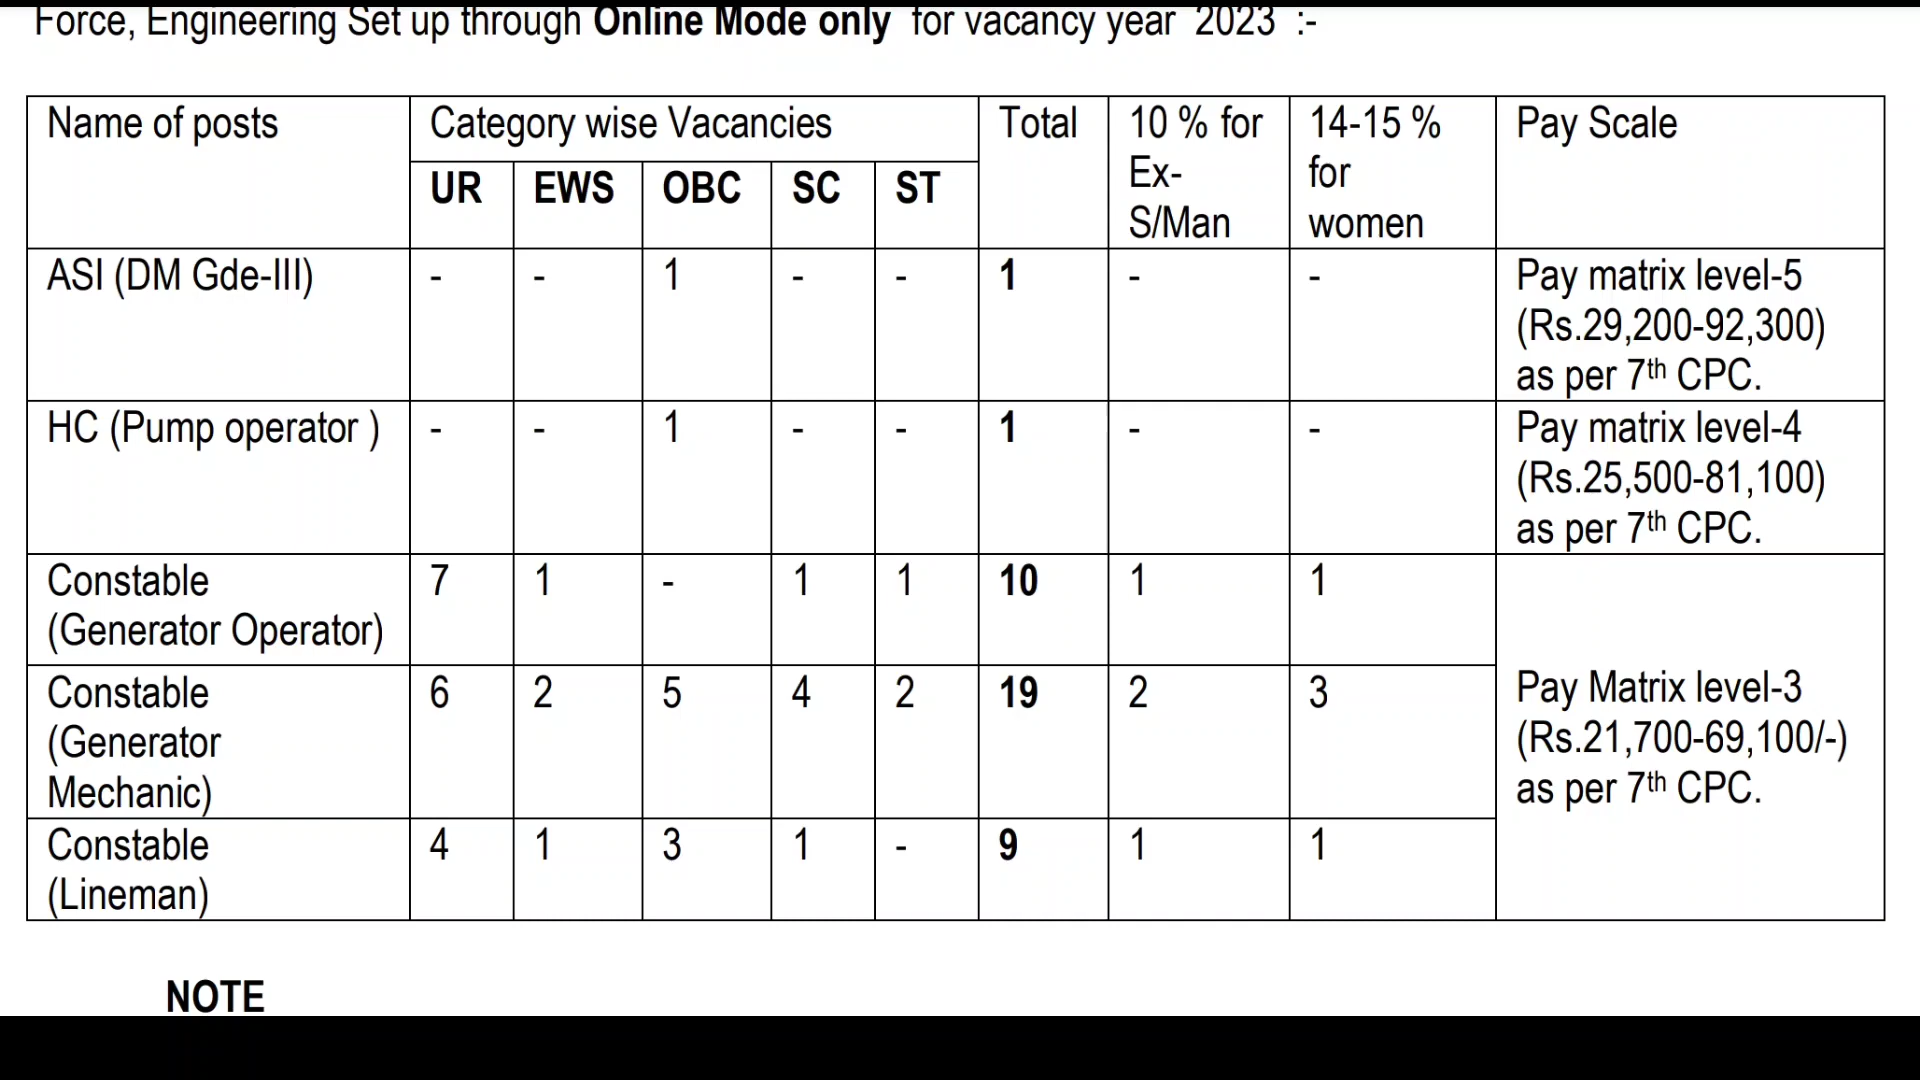 Force, Engineering Set up through Online Mode only for vacancy year 2023 :-
Name of posts Category wise Vacancies Total 10 % for Ex-S/Man 14-15 % for women Pay Scale
UR EWS OBC SC ST
ASI (DM Gde-III) - - 1 - - 1 - - Pay matrix level-5
(Rs.29,200-92,300)
as per 7th CPC.
HC (Pump operator ) - - 1 - - 1 - - Pay matrix level-4
(Rs.25,500-81,100)
as per 7th CPC.
Constable 7 1 - 1 1 10 1 1
(Generator Operator)
Constable 6 2 5 4 2 19 2 3 Pay Matrix level-3
(Generator (Rs.21,700-69,100/-)
Mechanic) as per 7th CPC.
Constable 4 1 3 1 - 9 1 1
(Lineman)
NOTE